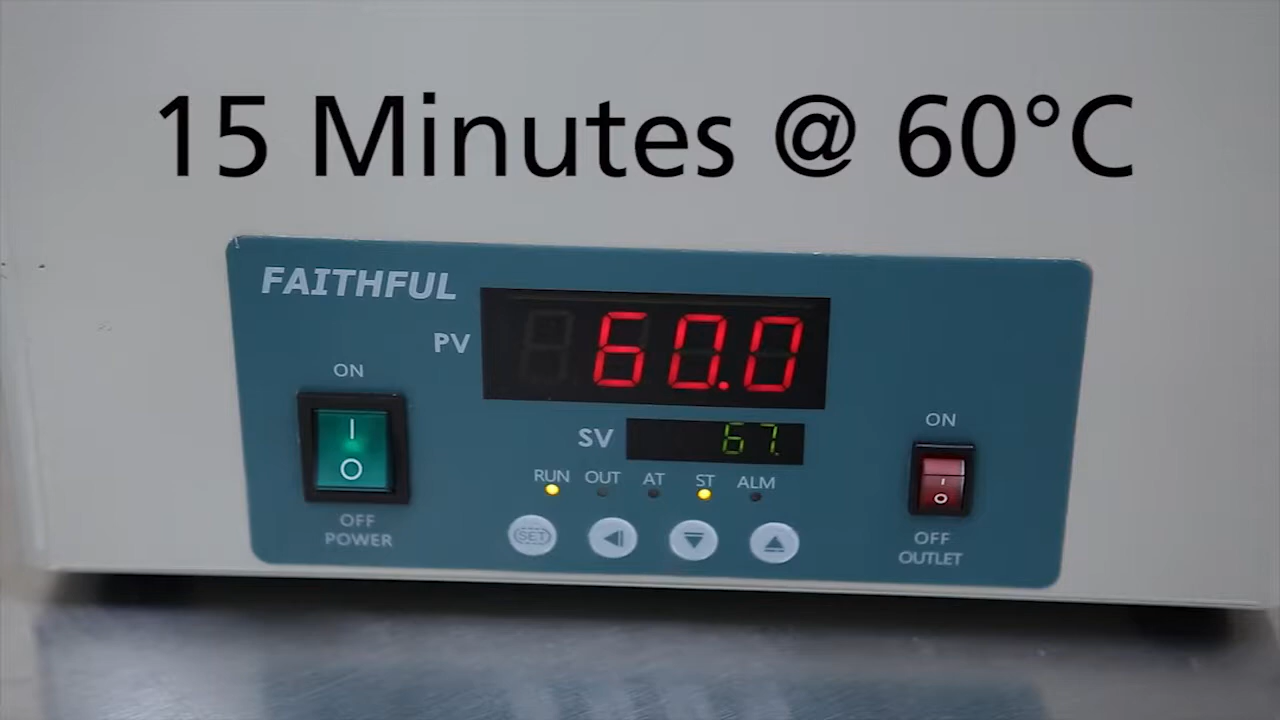 15 Minutes @ 60°C
FAITHFUL
PV 60.0
ON
I
O
OFF
POWER
SV 67.
RUN OUT AT ST ALM
SET
ON
I
O
OFF
OUTLET